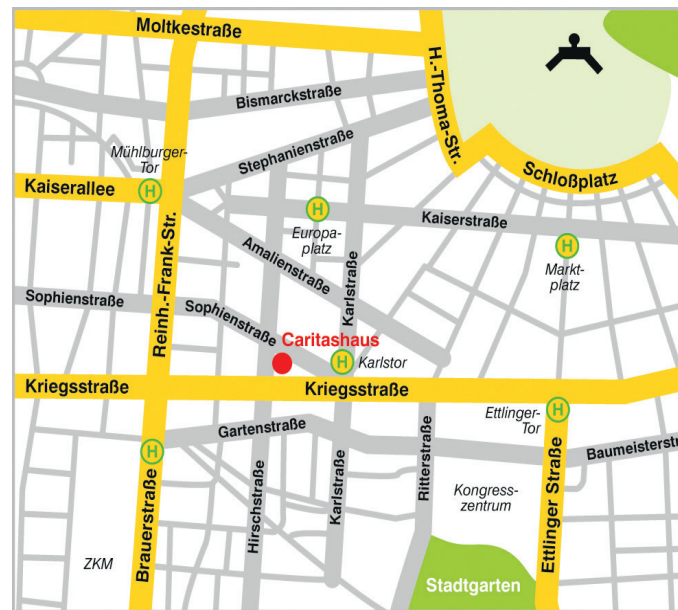 Moltkestraße
H.-Thoma-Str.
Bismarckstraße
Stephanienstraße
Mühlburger-
Tor
H
Kaiserallee
Schloßplatz
H
Kaiserstraße
Europa-
platz
H
Markt-
platz
Reinh.-Frank-Str.
Amalienstraße
Karlstraße
Sophienstraße
Sophienstraße
Caritashaus
H
Karlstor
Kriegsstraße
Kriegsstraße
H
Ettlinger-
Tor
Gartenstraße
H
Baumeisterstr
Hirschstraße
Karlstraße
Ritterstraße
Kongress-
zentrum
Ettlinger Straße
Brauerstraße
ZKM
Stadtgarten